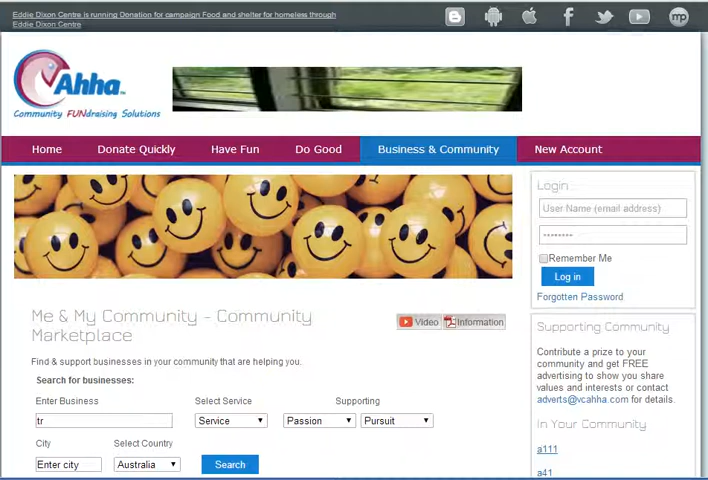 Eddie Dixon Centre is running Donation for campaign Food and shelter for homeless through
Eddie Dixon Centre
mp
Ahha
Community FUNdraising Solutions
Home Donate Quickly Have Fun Do Good Business & Community New Account
Login
User Name (email address)
--------
Remember Me
Log in
Forgotten Password
Me & My Community - Community
Marketplace
Video Information
Find & support businesses in your community that are helping you.
Search for businesses:
Enter Business Select Service Supporting
tr Service Passion Pursuit
City Select Country
Enter city Australia Search
Supporting Community
Contribute a prize to your
community and get FREE
advertising to show you share
values and interests or contact
adverts@vcahha.com for details.
In Your Community
a111
a41